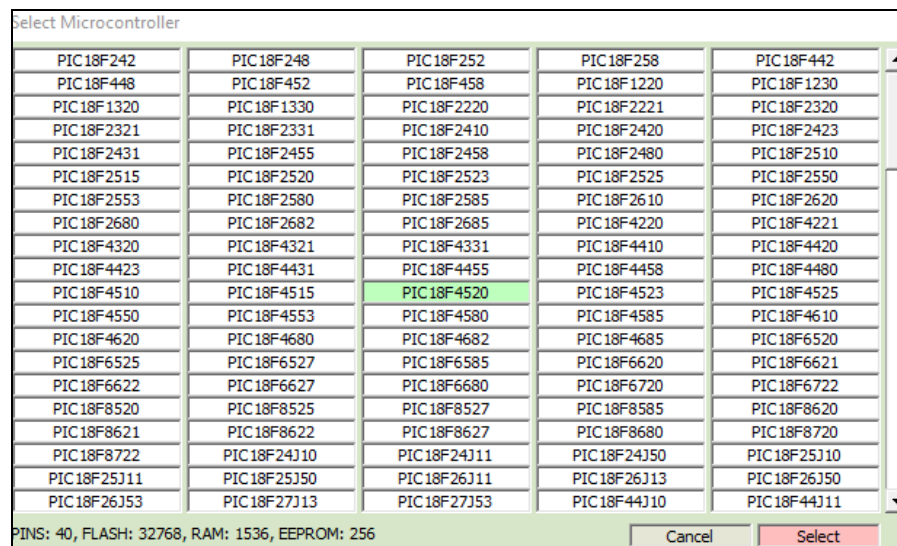 Select Microcontroller
PIC18F242 PIC18F248 PIC18F252 PIC18F258 PIC18F442
PIC18F448 PIC18F452 PIC18F458 PIC18F1220 PIC18F1230
PIC18F1320 PIC18F1330 PIC18F2220 PIC18F2221 PIC18F2320
PIC18F2321 PIC18F2331 PIC18F2410 PIC18F2420 PIC18F2423
PIC18F2431 PIC18F2455 PIC18F2458 PIC18F2480 PIC18F2510
PIC18F2515 PIC18F2520 PIC18F2523 PIC18F2525 PIC18F2550
PIC18F2553 PIC18F2580 PIC18F2585 PIC18F2610 PIC18F2620
PIC18F2680 PIC18F2682 PIC18F2685 PIC18F4220 PIC18F4221
PIC18F4320 PIC18F4321 PIC18F4331 PIC18F4410 PIC18F4420
PIC18F4423 PIC18F4431 PIC18F4455 PIC18F4458 PIC18F4480
PIC18F4510 PIC18F4515 PIC18F4520 PIC18F4523 PIC18F4525
PIC18F4550 PIC18F4553 PIC18F4580 PIC18F4585 PIC18F4610
PIC18F4620 PIC18F4680 PIC18F4682 PIC18F4685 PIC18F6520
PIC18F6525 PIC18F6527 PIC18F6585 PIC18F6620 PIC18F6621
PIC18F6622 PIC18F6627 PIC18F6680 PIC18F6720 PIC18F6722
PIC18F8520 PIC18F8525 PIC18F8527 PIC18F8585 PIC18F8620
PIC18F8621 PIC18F8622 PIC18F8627 PIC18F8680 PIC18F8720
PIC18F8722 PIC18F24J10 PIC18F24J11 PIC18F24J50 PIC18F25J10
PIC18F25J11 PIC18F25J50 PIC18F26J11 PIC18F26J13 PIC18F26J50
PIC18F26J53 PIC18F27J13 PIC18F27J53 PIC18F44J10 PIC18F44J11
PINS: 40, FLASH: 32768, RAM: 1536, EEPROM: 256 Cancel Select